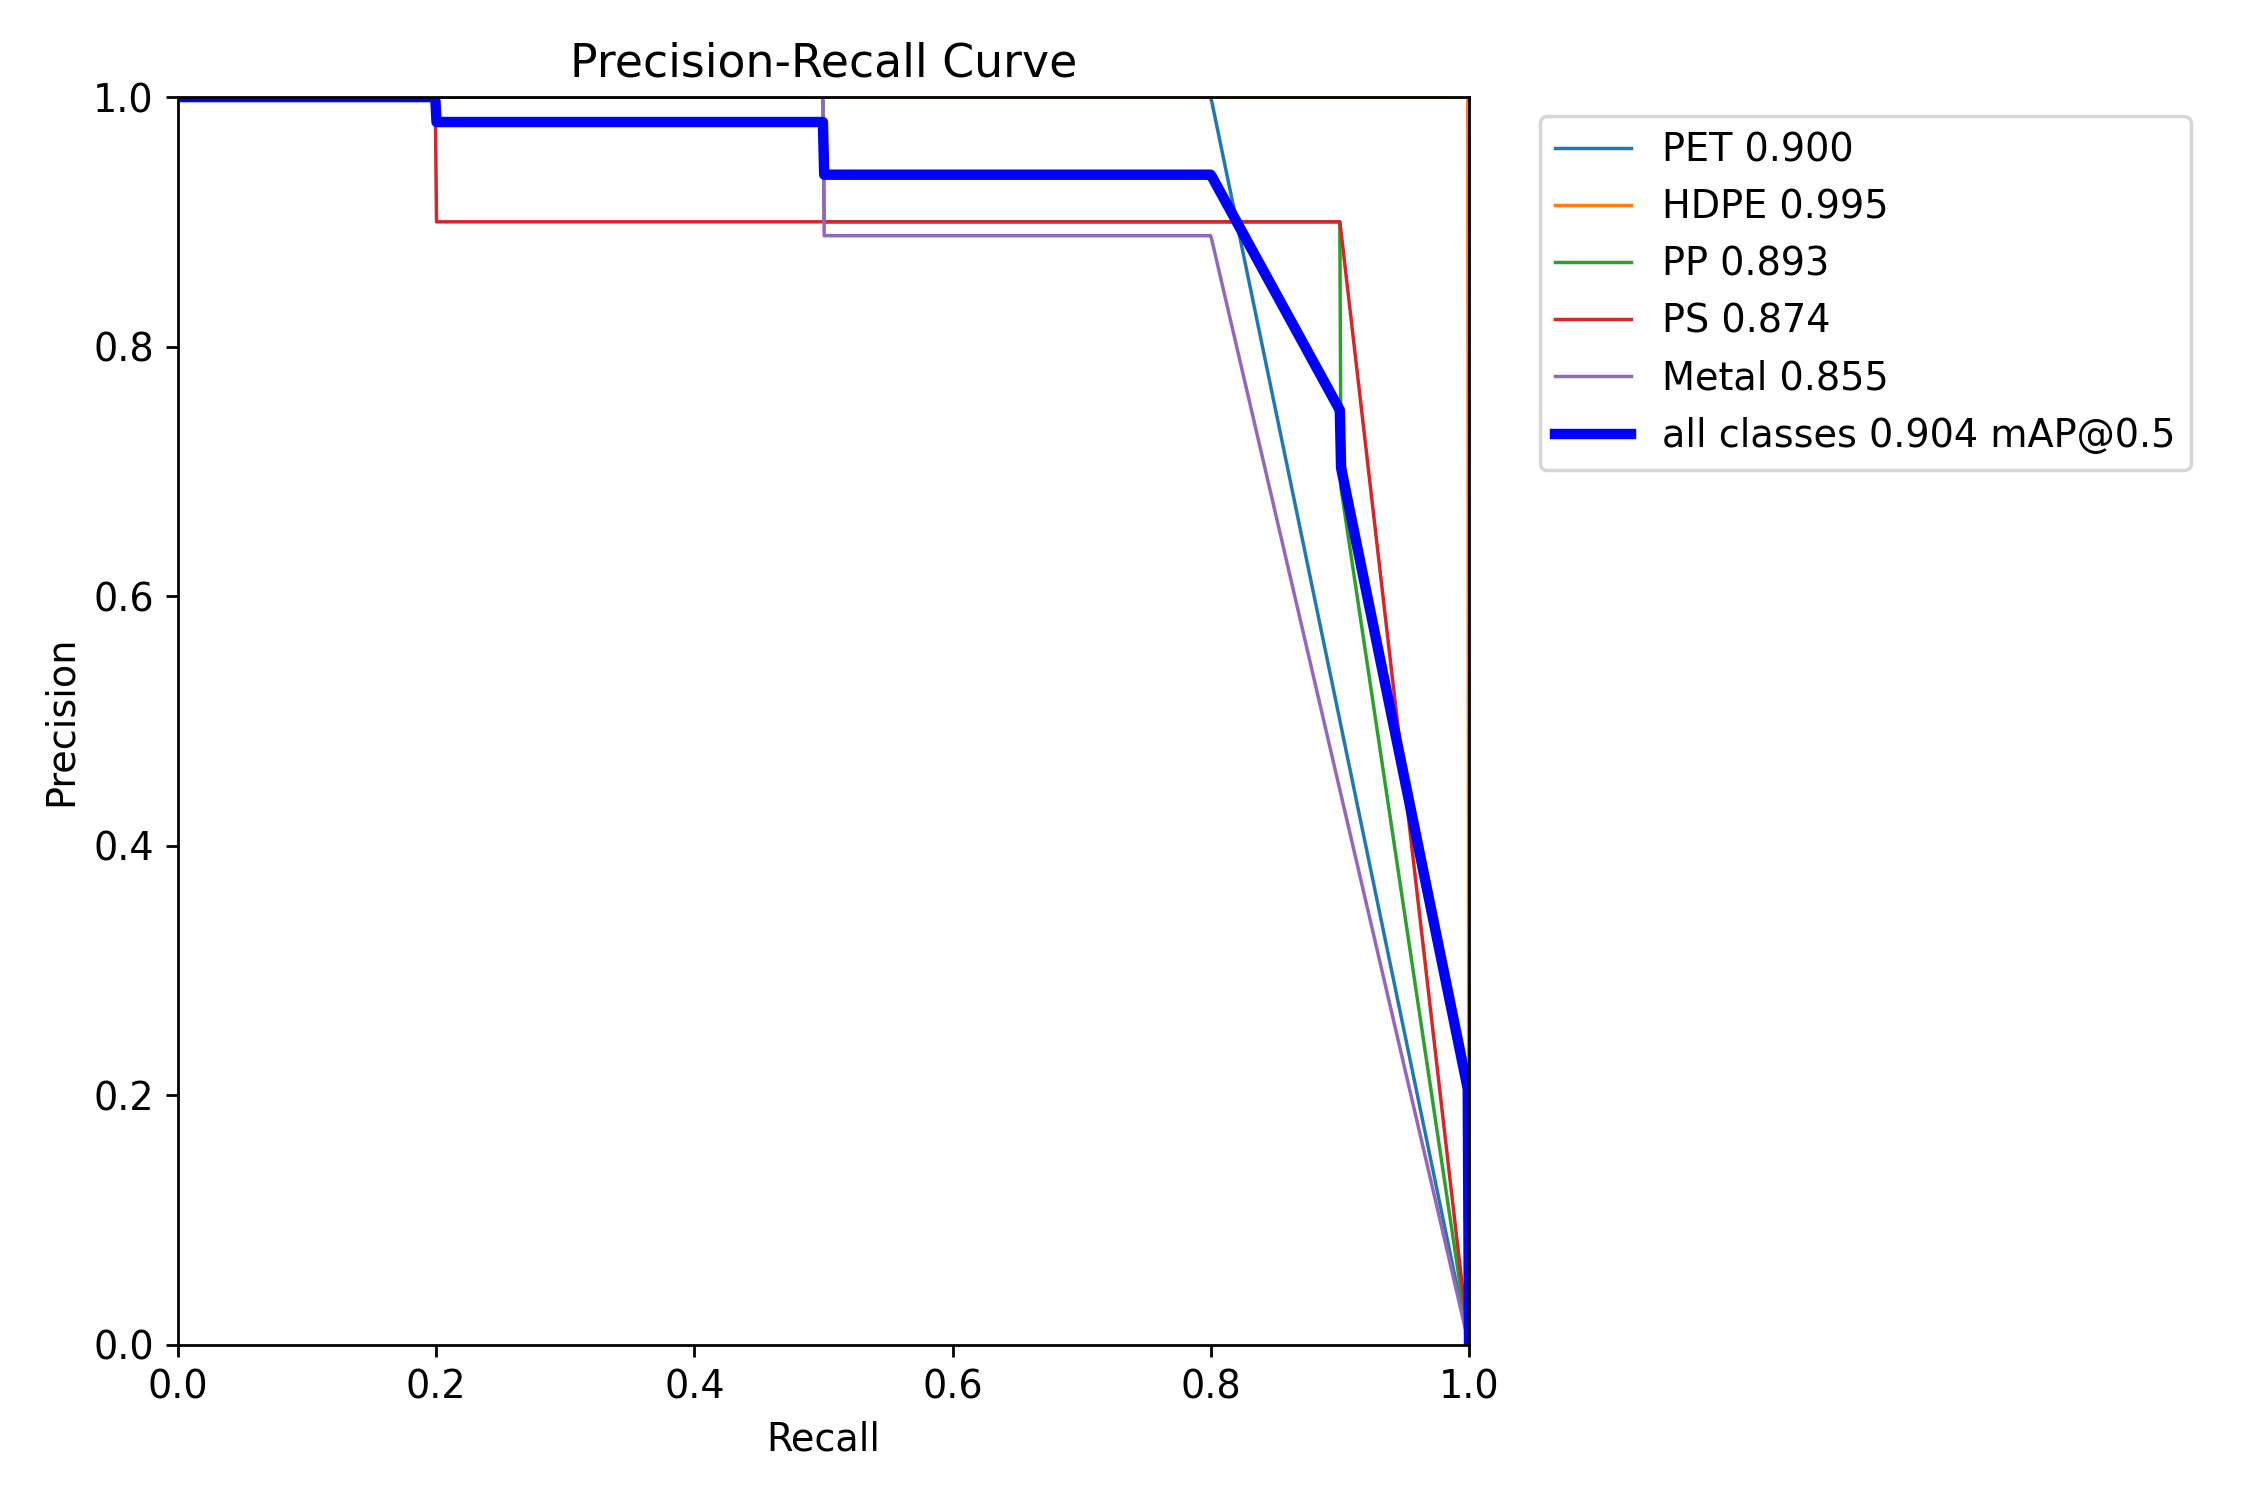 Precision-Recall Curve
1.0
0.8
0.6
0.4
0.2
0.0
Precision
0.0 0.2 0.4 0.6 0.8 1.0
Recall
PET 0.900
HDPE 0.995
PP 0.893
PS 0.874
Metal 0.855
all classes 0.904 mAP@0.5